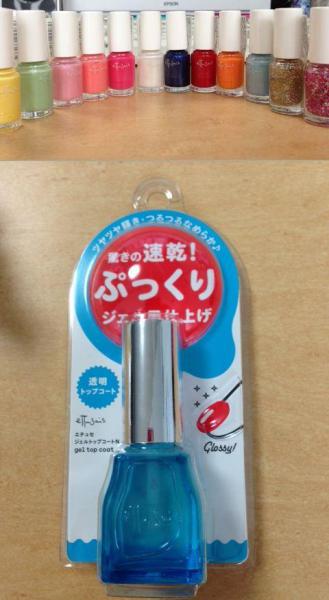 EPSON
ettusais
ツヤツヤ輝き・つるつるなめらか♪
驚きの速乾!
ぷっくり
ジェル風仕上げ
透明
トップコート
ettusais
エテュセ
ジェルトップコートN
gel top coat
Glossy!